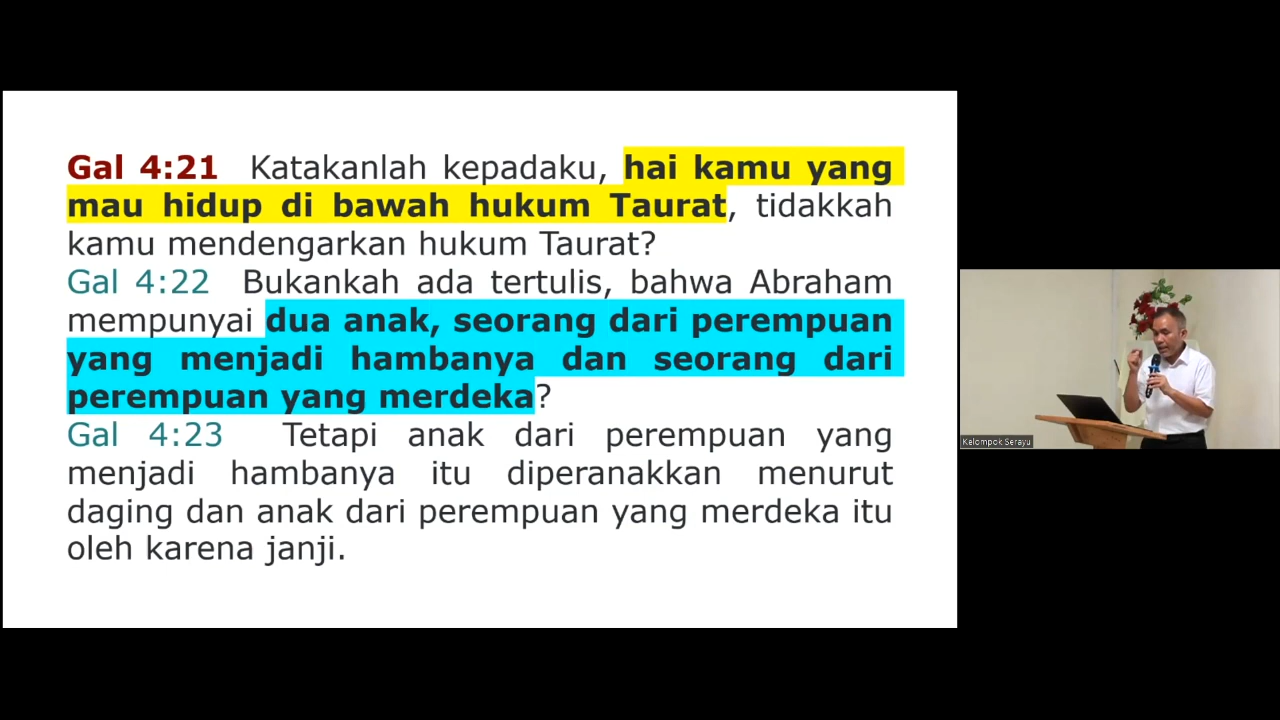 Gal 4:21 Katakanlah kepadaku, hai kamu yang
mau hidup di bawah hukum Taurat, tidakkah
kamu mendengarkan hukum Taurat?
Gal 4:22 Bukankah ada tertulis, bahwa Abraham
mempunyai dua anak, seorang dari perempuan
yang menjadi hambanya dan seorang dari
perempuan yang merdeka?
Gal 4:23 Tetapi anak dari perempuan yang
menjadi hambanya itu diperanakkan menurut
daging dan anak dari perempuan yang merdeka itu
oleh karena janji.
Kelompok Serayu